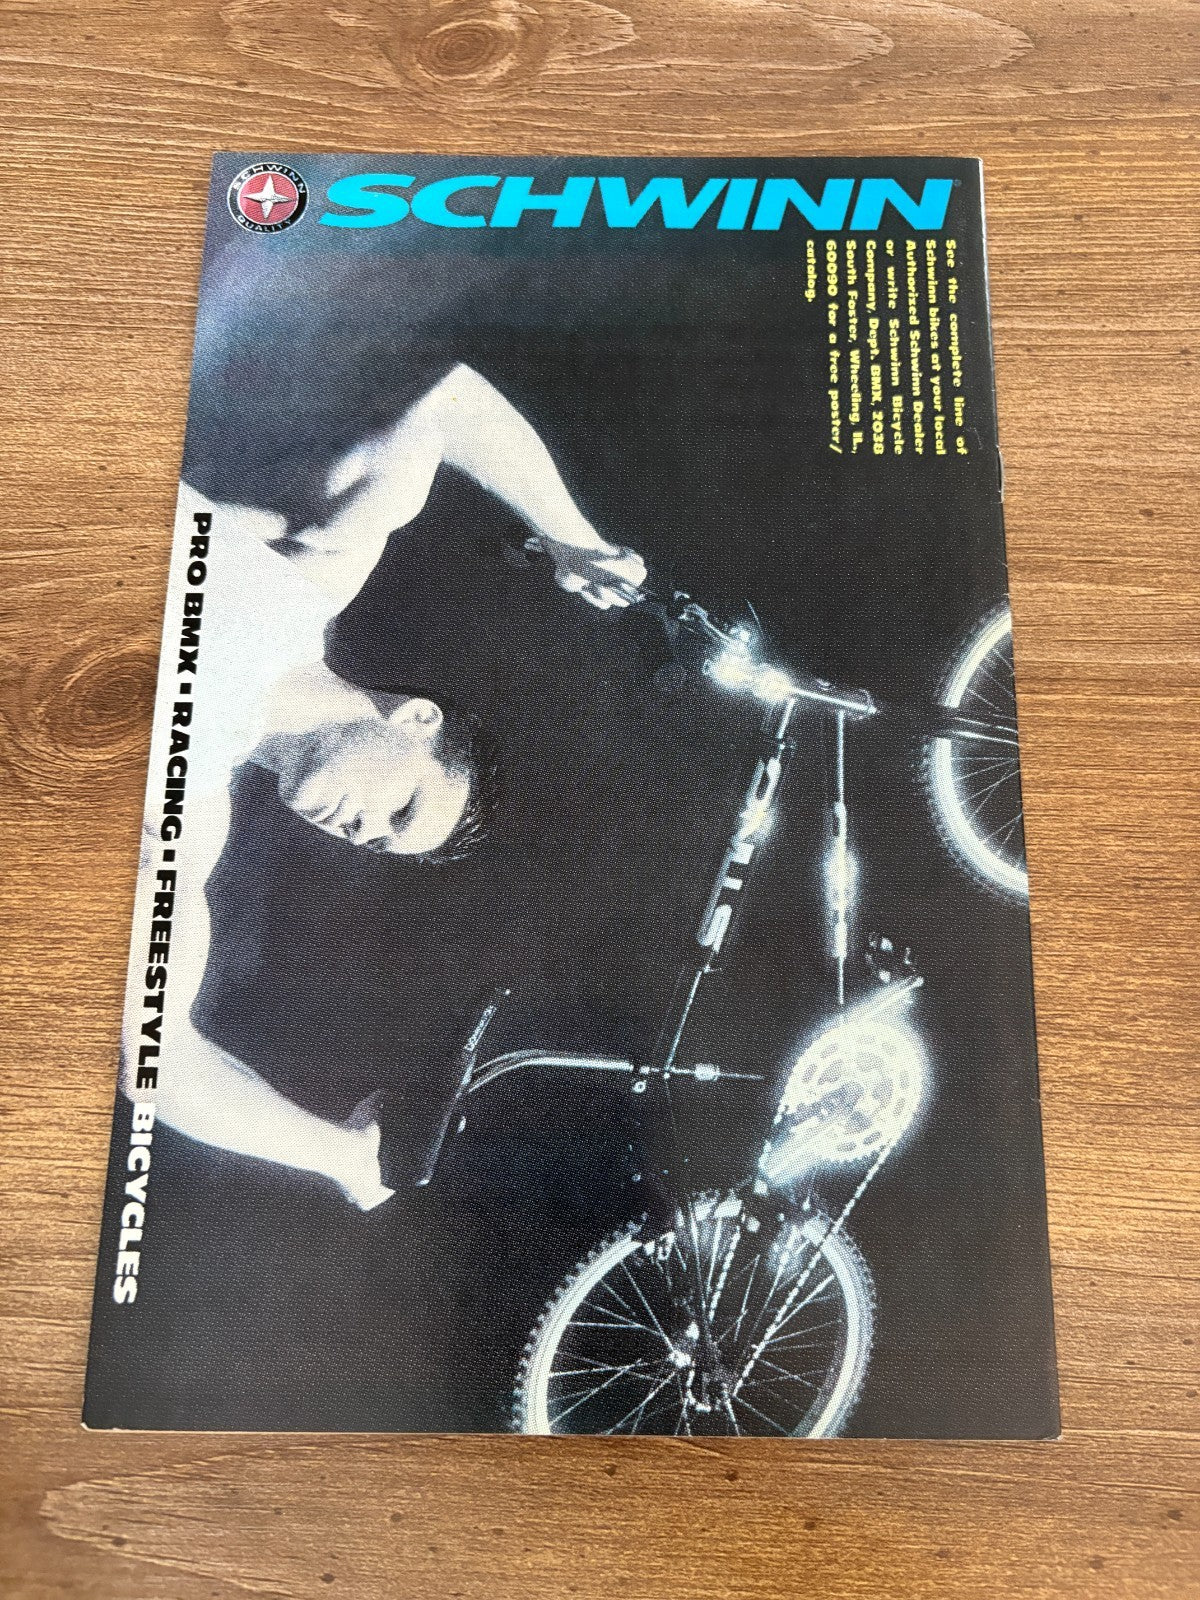 SCHWINN
QUALITY
SCHWINN
See the complete line of
Schwinn bikes at your local
Authorized Schwinn Dealer
or write Schwinn Bicycle
Company, Dept. BMX, 2038
South Foster, Wheeling, IL,
60090 for a free poster/
catalog.
PRO BMX ▪ RACING ▪ FREESTYLE BICYCLES